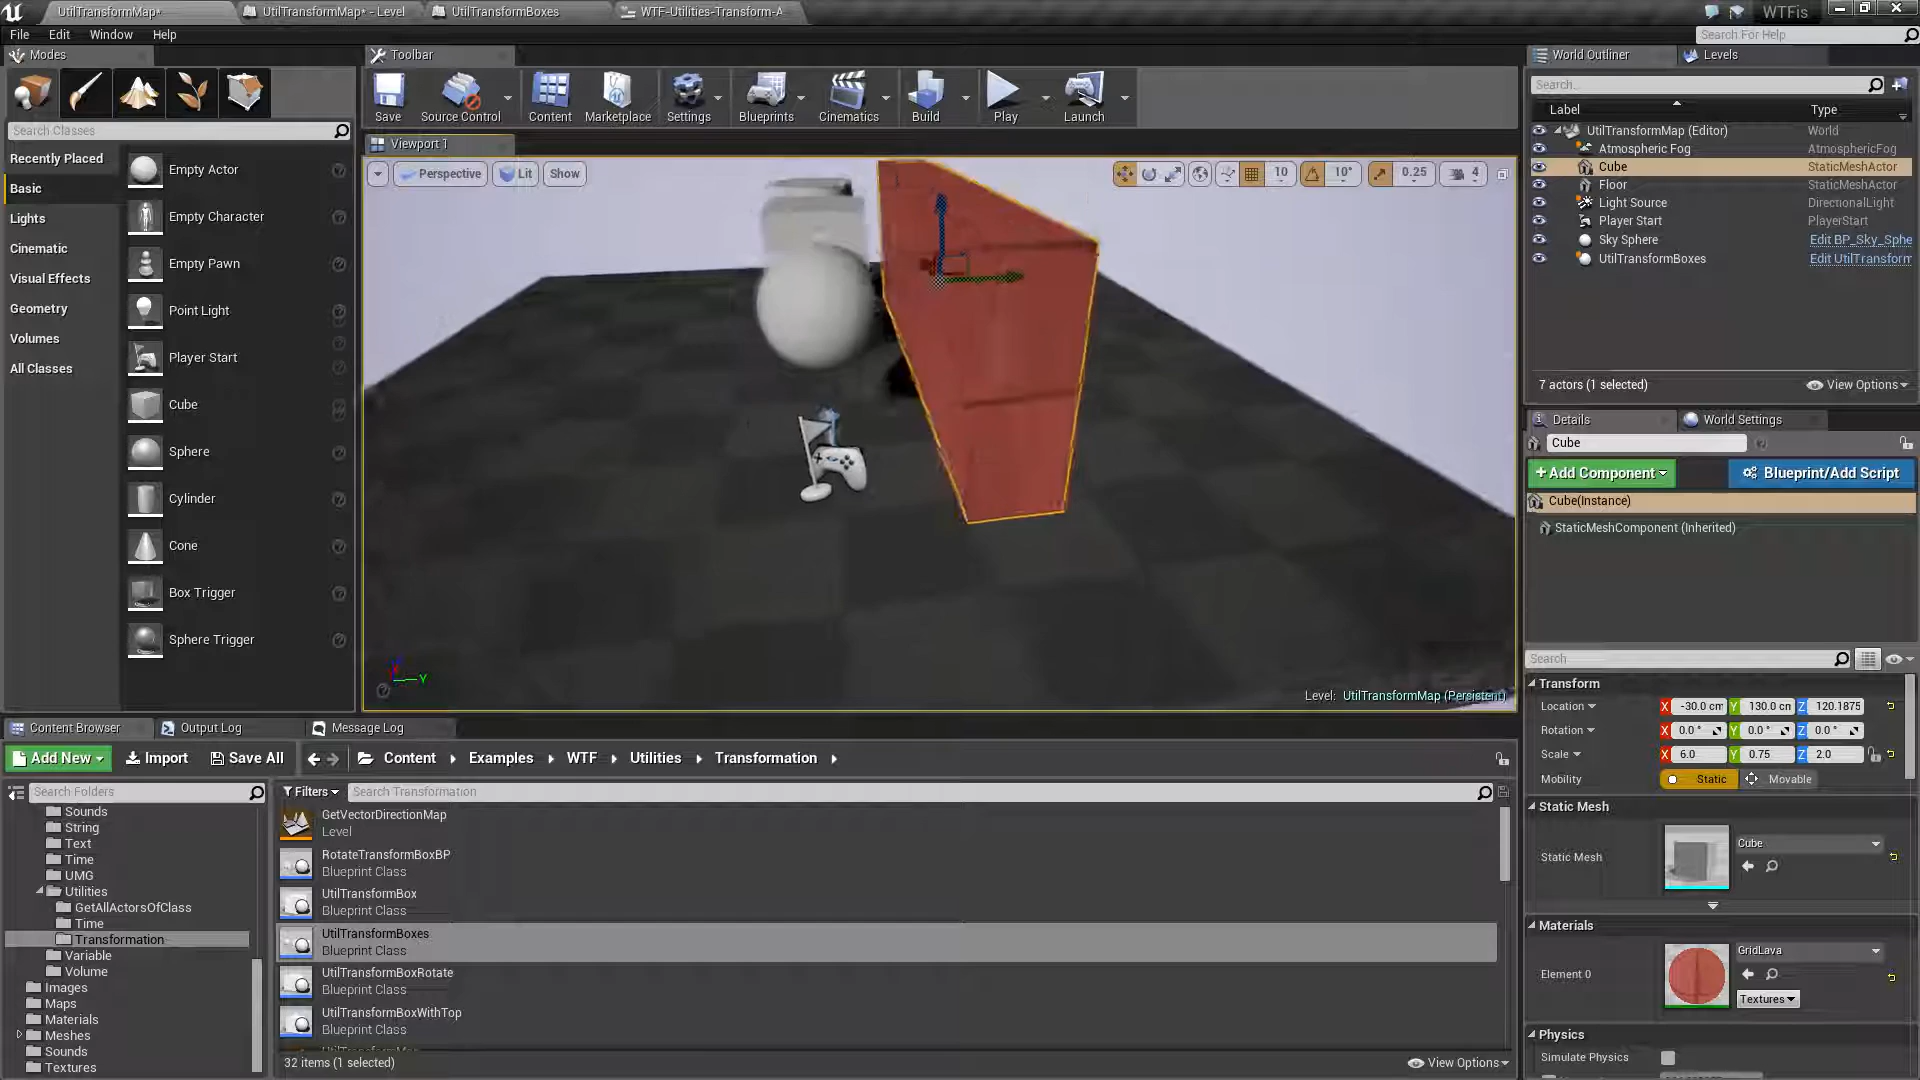 UtilTransformMap*
UtilTransformMap* - Level
UtilTransformBoxes
WTF-Utilities-Transform-A
WTFis
File Edit Window Help
Search For Help
Modes
Toolbar
World Outliner
Levels
Search Classes
Save
Source Control
Content
Marketplace
Settings
Blueprints
Cinematics
Build
Play
Launch
Search...
Label Type
UtilTransformMap (Editor) World
Atmospheric Fog AtmosphericFog
Cube StaticMeshActor
Floor StaticMeshActor
Light Source DirectionalLight
Player Start PlayerStart
Sky Sphere Edit BP_Sky_Sphe
UtilTransformBoxes Edit UtilTransform
7 actors (1 selected)
View Options
Recently Placed
Basic
Lights
Cinematic
Visual Effects
Geometry
Volumes
All Classes
Empty Actor
Empty Character
Empty Pawn
Point Light
Player Start
Cube
Sphere
Cylinder
Cone
Box Trigger
Sphere Trigger
Viewport 1
Perspective
Lit
Show
10
10°
0.25
4
Y
Level: UtilTransformMap (Persistent)
Details
World Settings
Cube
+ Add Component
Blueprint/Add Script
Cube(Instance)
StaticMeshComponent (Inherited)
Search
Transform
Location X -30.0 cm Y 130.0 cn Z 120.1875
Rotation X 0.0 ° Y 0.0 ° Z 0.0 °
Scale X 6.0 Y 0.75 Z 2.0
Mobility Static Movable
Static Mesh
Static Mesh
Cube
Materials
Element 0
GridLava
Textures
Physics
Simulate Physics
Content Browser
Output Log
Message Log
Add New
Import
Save All
Content
Examples
WTF
Utilities
Transformation
Search Folders
Filters
Search Transformation
Sounds
String
Text
Time
UMG
Utilities
GetAllActorsOfClass
Time
Transformation
Variable
Volume
Images
Maps
Materials
Meshes
Sounds
Textures
GetVectorDirectionMap
Level
RotateTransformBoxBP
Blueprint Class
UtilTransformBox
Blueprint Class
UtilTransformBoxes
Blueprint Class
UtilTransformBoxRotate
Blueprint Class
UtilTransformBoxWithTop
Blueprint Class
32 items (1 selected)
View Options